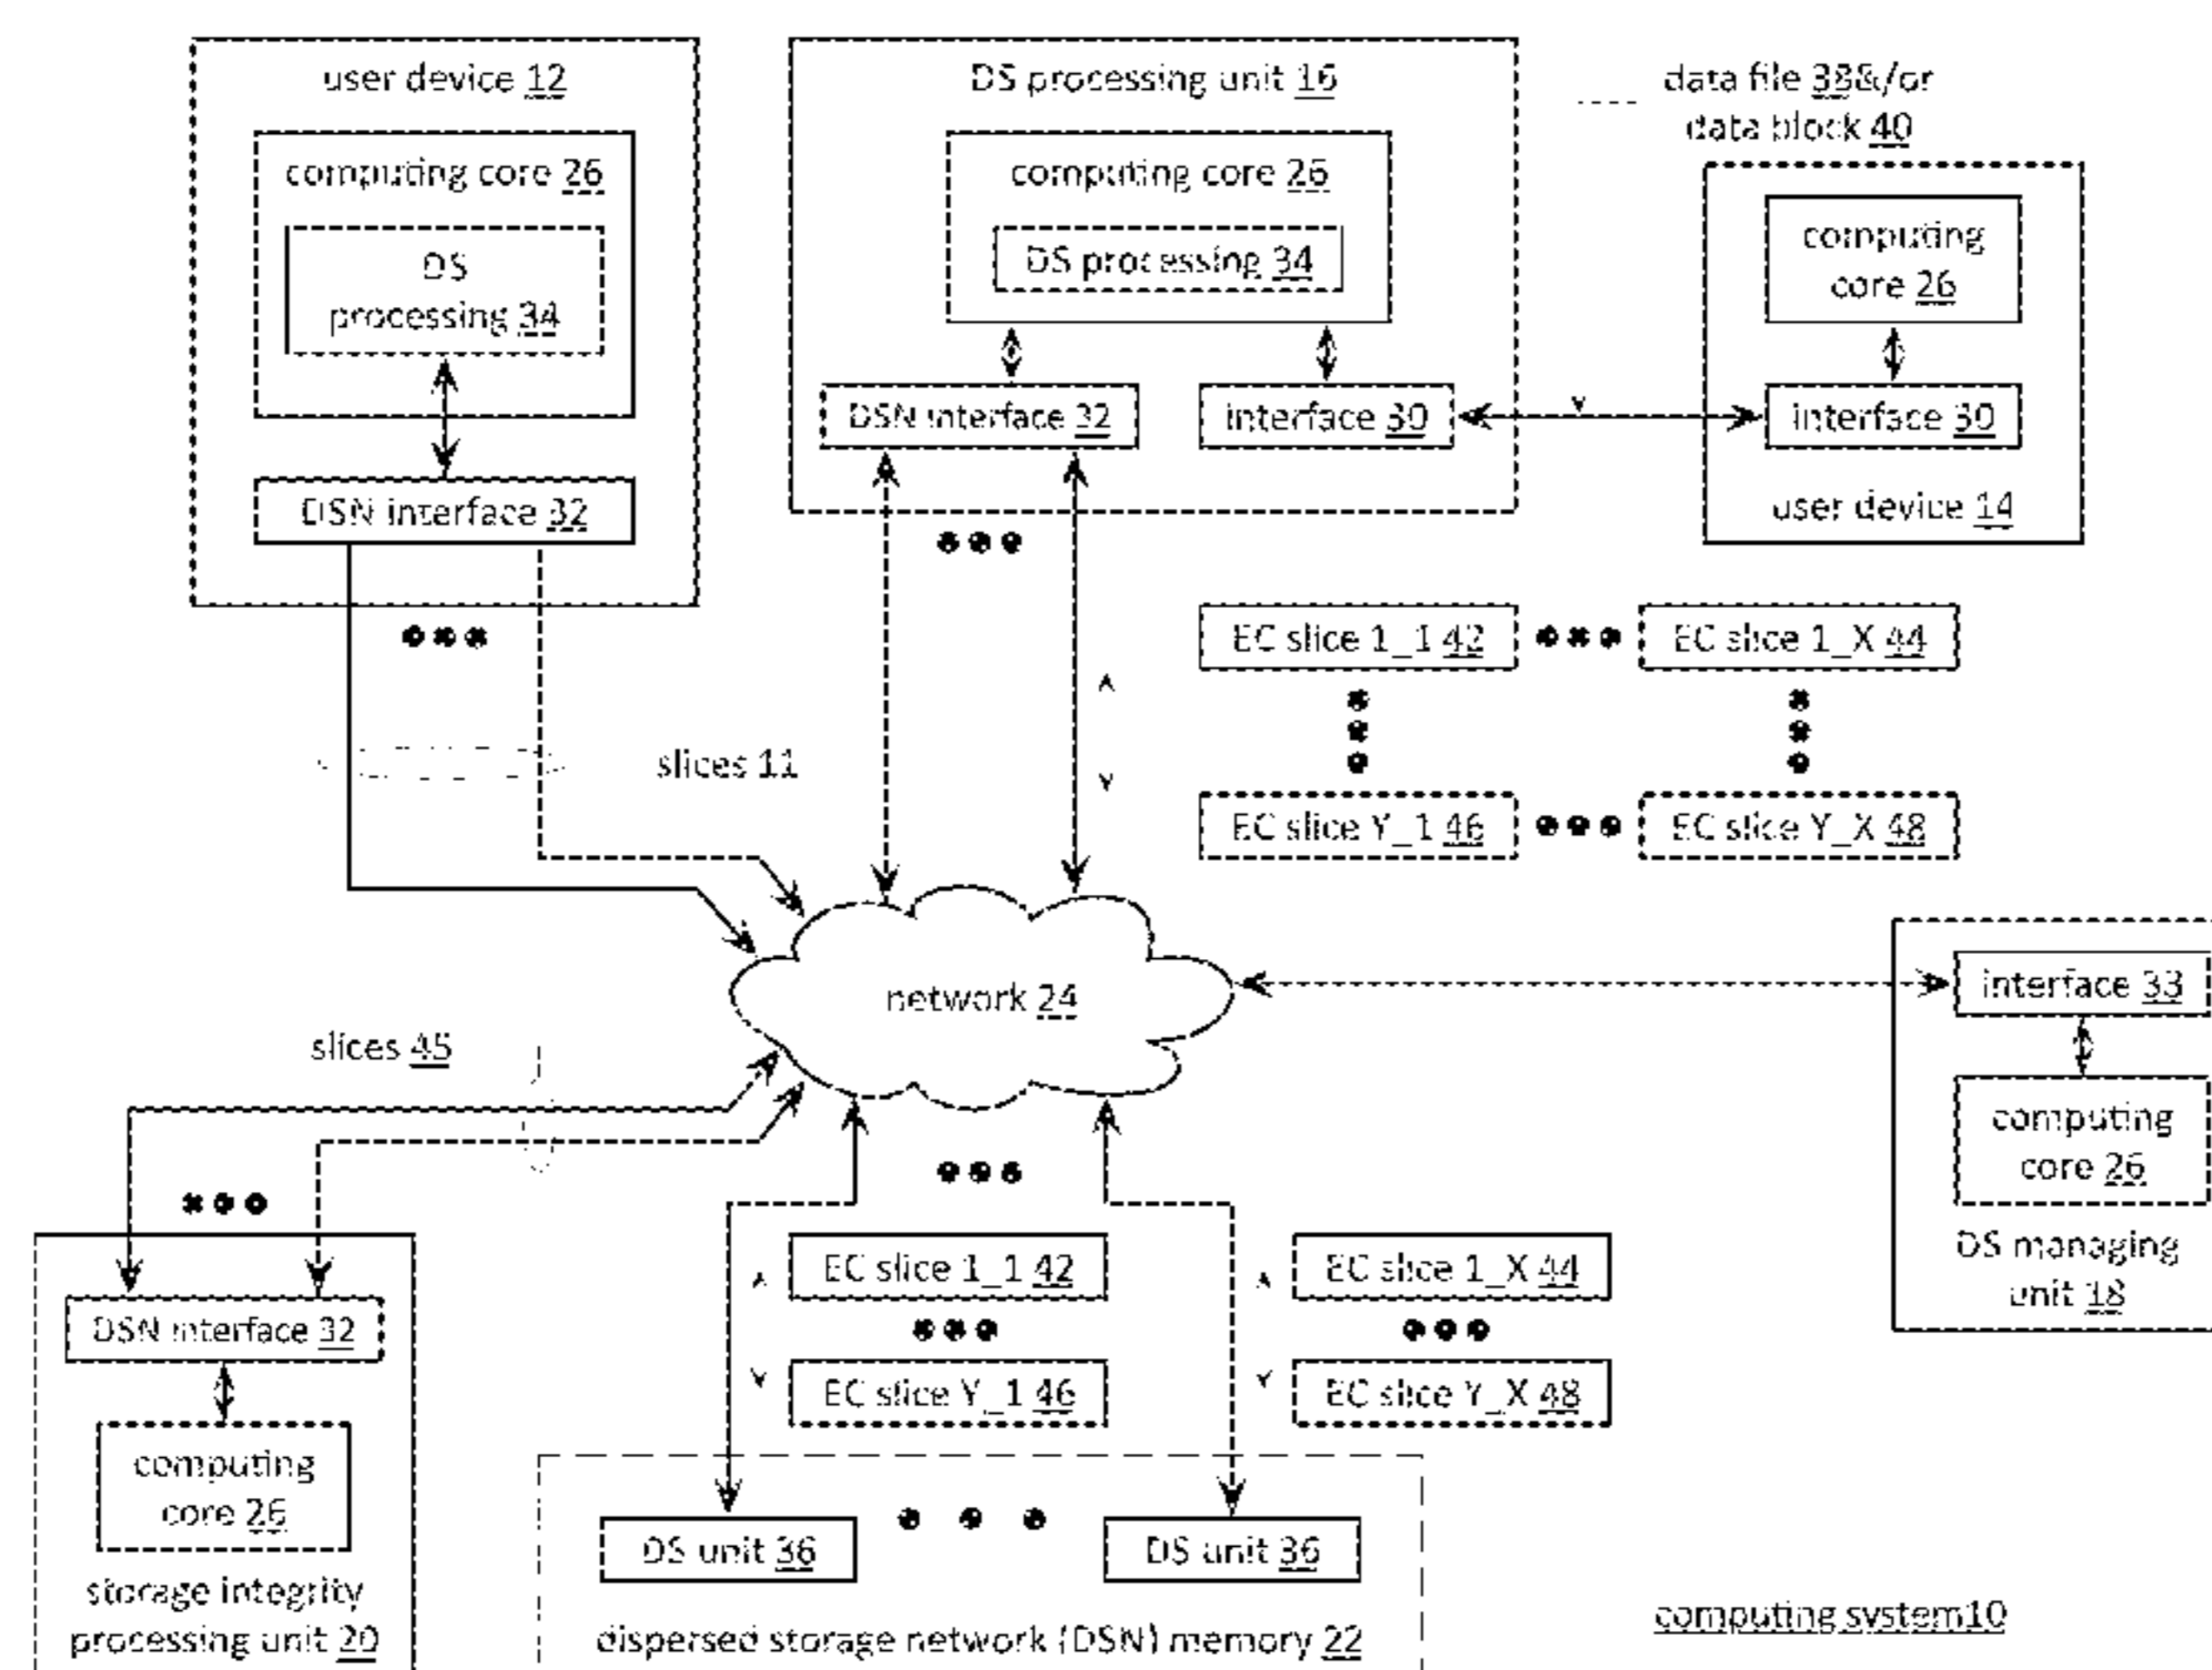 user device 12
computing core 26
DS
processing 34
DSN interface 32
DS processing unit 16
computing core 26
DS processing 34
DSN interface 32
interface 30
data file 38&/or
data block 40
computing
core 26
interface 30
user device 14
EC slice 1_1 42
EC slice 1_X 44
EC slice Y_1 46
EC slice Y_X 48
slices 11
network 24
interface 33
computing
core 26
DS managing
unit 18
slices 45
DSN interface 32
computing
core 26
storage integrity
processing unit 20
EC slice 1_1 42
EC slice Y_1 46
EC slice 1_X 44
EC slice Y_X 48
DS unit 36
DS unit 36
dispersed storage network (DSN) memory 22
computing system10